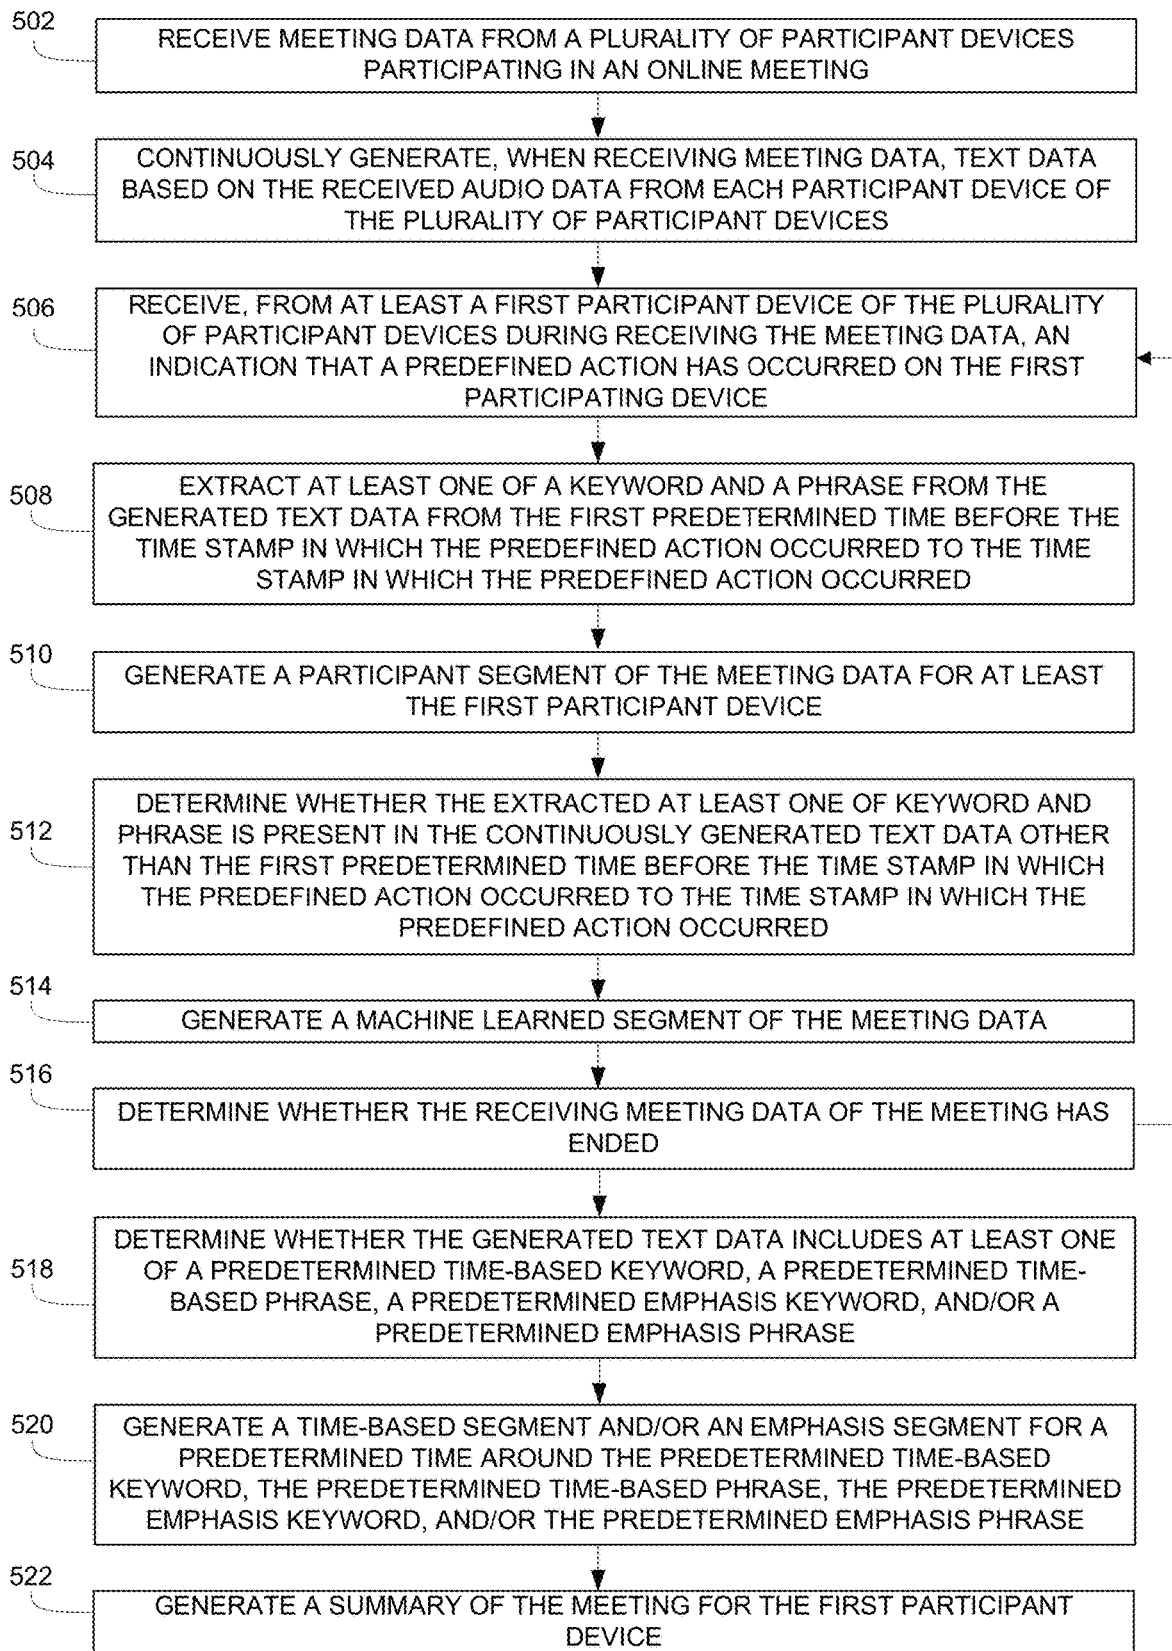 502
RECEIVE MEETING DATA FROM A PLURALITY OF PARTICIPANT DEVICES
PARTICIPATING IN AN ONLINE MEETING
504
CONTINUOUSLY GENERATE, WHEN RECEIVING MEETING DATA, TEXT DATA
BASED ON THE RECEIVED AUDIO DATA FROM EACH PARTICIPANT DEVICE OF
THE PLURALITY OF PARTICIPANT DEVICES
506
RECEIVE, FROM AT LEAST A FIRST PARTICIPANT DEVICE OF THE PLURALITY
OF PARTICIPANT DEVICES DURING RECEIVING THE MEETING DATA, AN
INDICATION THAT A PREDEFINED ACTION HAS OCCURRED ON THE FIRST
PARTICIPATING DEVICE
508
EXTRACT AT LEAST ONE OF A KEYWORD AND A PHRASE FROM THE
GENERATED TEXT DATA FROM THE FIRST PREDETERMINED TIME BEFORE THE
TIME STAMP IN WHICH THE PREDEFINED ACTION OCCURRED TO THE TIME
STAMP IN WHICH THE PREDEFINED ACTION OCCURRED
510
GENERATE A PARTICIPANT SEGMENT OF THE MEETING DATA FOR AT LEAST
THE FIRST PARTICIPANT DEVICE
512
DETERMINE WHETHER THE EXTRACTED AT LEAST ONE OF KEYWORD AND
PHRASE IS PRESENT IN THE CONTINUOUSLY GENERATED TEXT DATA OTHER
THAN THE FIRST PREDETERMINED TIME BEFORE THE TIME STAMP IN WHICH
THE PREDEFINED ACTION OCCURRED TO THE TIME STAMP IN WHICH THE
PREDEFINED ACTION OCCURRED
514
GENERATE A MACHINE LEARNED SEGMENT OF THE MEETING DATA
516
DETERMINE WHETHER THE RECEIVING MEETING DATA OF THE MEETING HAS
ENDED
518
DETERMINE WHETHER THE GENERATED TEXT DATA INCLUDES AT LEAST ONE
OF A PREDETERMINED TIME-BASED KEYWORD, A PREDETERMINED TIME-
BASED PHRASE, A PREDETERMINED EMPHASIS KEYWORD, AND/OR A
PREDETERMINED EMPHASIS PHRASE
520
GENERATE A TIME-BASED SEGMENT AND/OR AN EMPHASIS SEGMENT FOR A
PREDETERMINED TIME AROUND THE PREDETERMINED TIME-BASED
KEYWORD, THE PREDETERMINED TIME-BASED PHRASE, THE PREDETERMINED
EMPHASIS KEYWORD, AND/OR THE PREDETERMINED EMPHASIS PHRASE
522
GENERATE A SUMMARY OF THE MEETING FOR THE FIRST PARTICIPANT
DEVICE